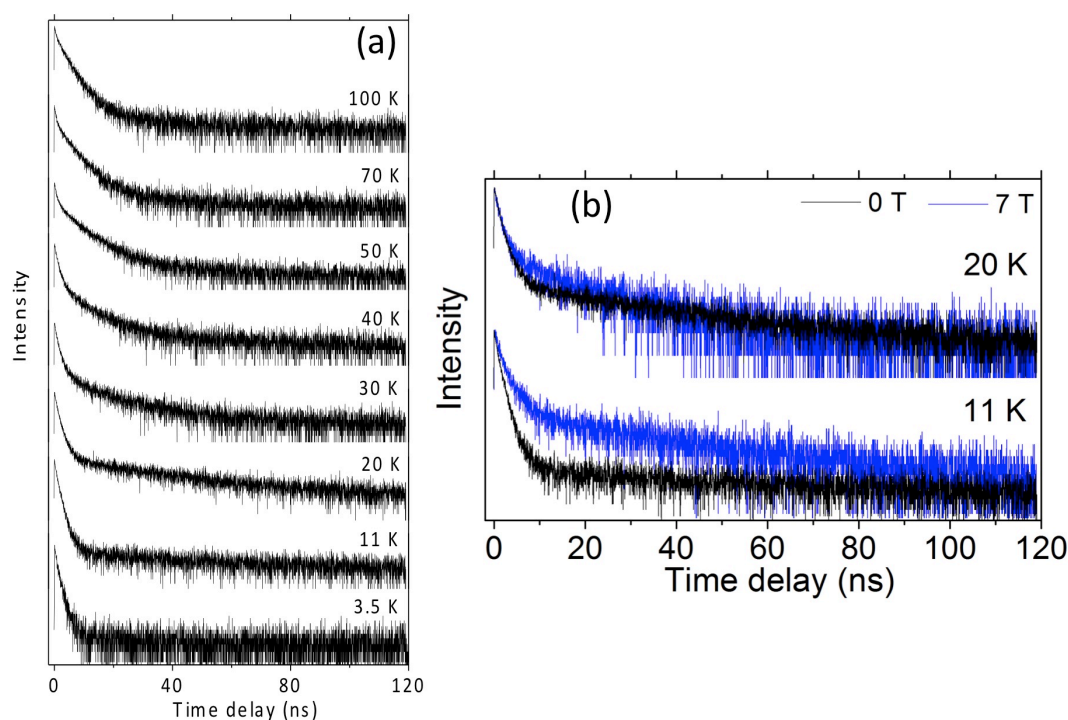 (a)
100 K
70 K
50 K
40 K
30 K
20 K
11 K
3.5 K
Intensity
0 40 80 120
Time delay (ns)
(b)
0 T 7 T
20 K
11 K
Intensity
0 20 40 60 80 100 120
Time delay (ns)